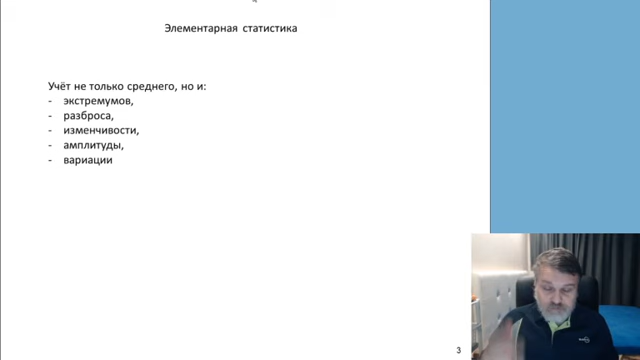 Элементарная статистика
Учёт не только среднего, но и:
- экстремумов,
- разброса,
- изменчивости,
- амплитуды,
- вариации
3